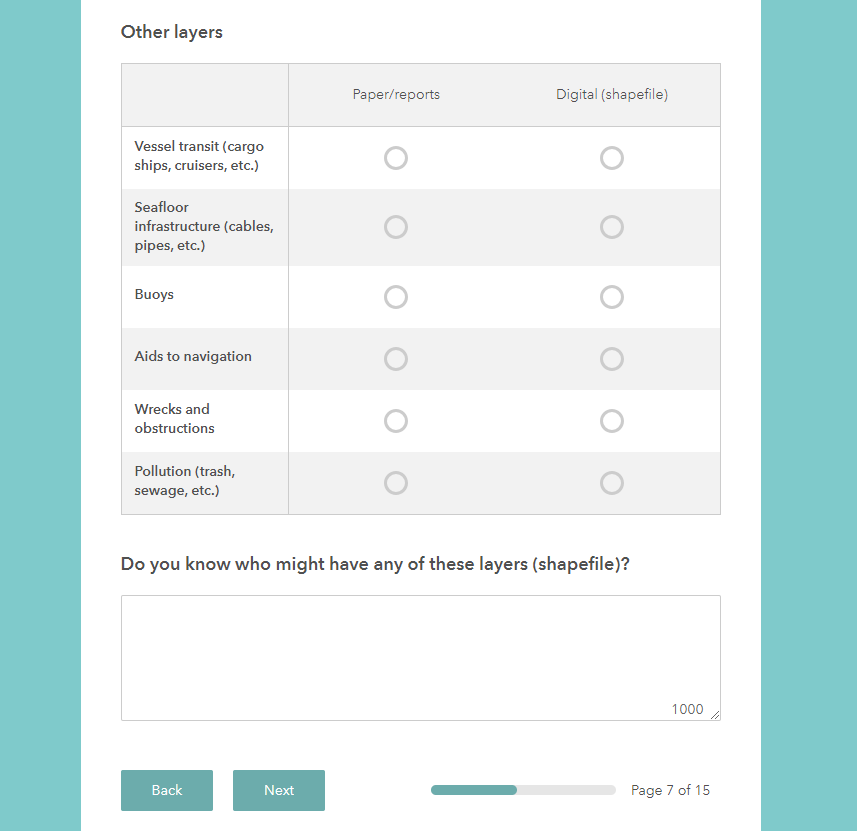 Other layers
Paper/reports Digital (shapefile)
Vessel transit (cargo
ships, cruisers, etc.)
Seafloor
infrastructure (cables,
pipes, etc.)
Buoys
Aids to navigation
Wrecks and
obstructions
Pollution (trash,
sewage, etc.)
Do you know who might have any of these layers (shapefile)?
1000
Back Next Page 7 of 15